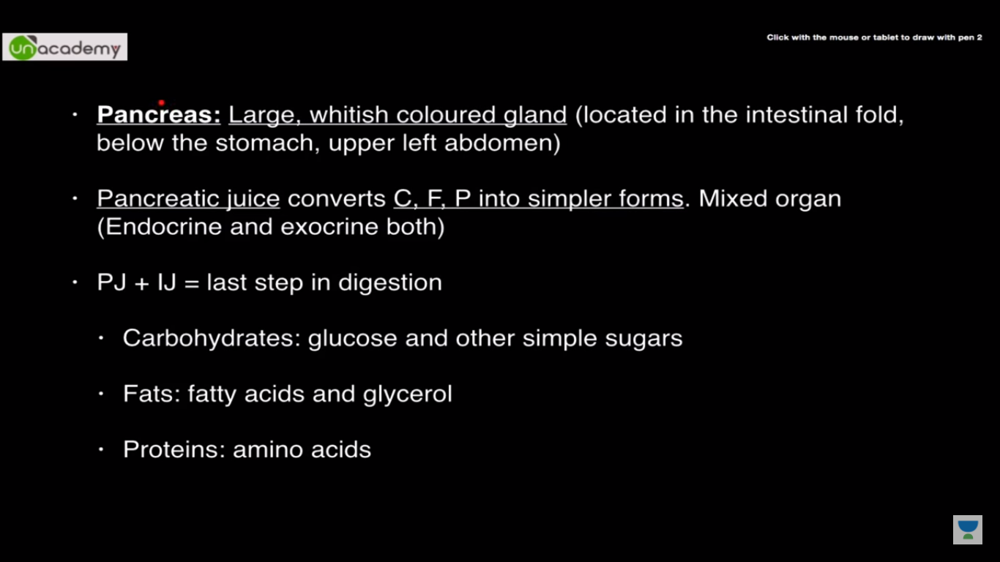 Click with the mouse or tablet to draw with pen 2
unacademy
• Pancreas: Large, whitish coloured gland (located in the intestinal fold,
below the stomach, upper left abdomen)
• Pancreatic juice converts C, F, P into simpler forms. Mixed organ
(Endocrine and exocrine both)
• PJ + IJ = last step in digestion
• Carbohydrates: glucose and other simple sugars
• Fats: fatty acids and glycerol
• Proteins: amino acids